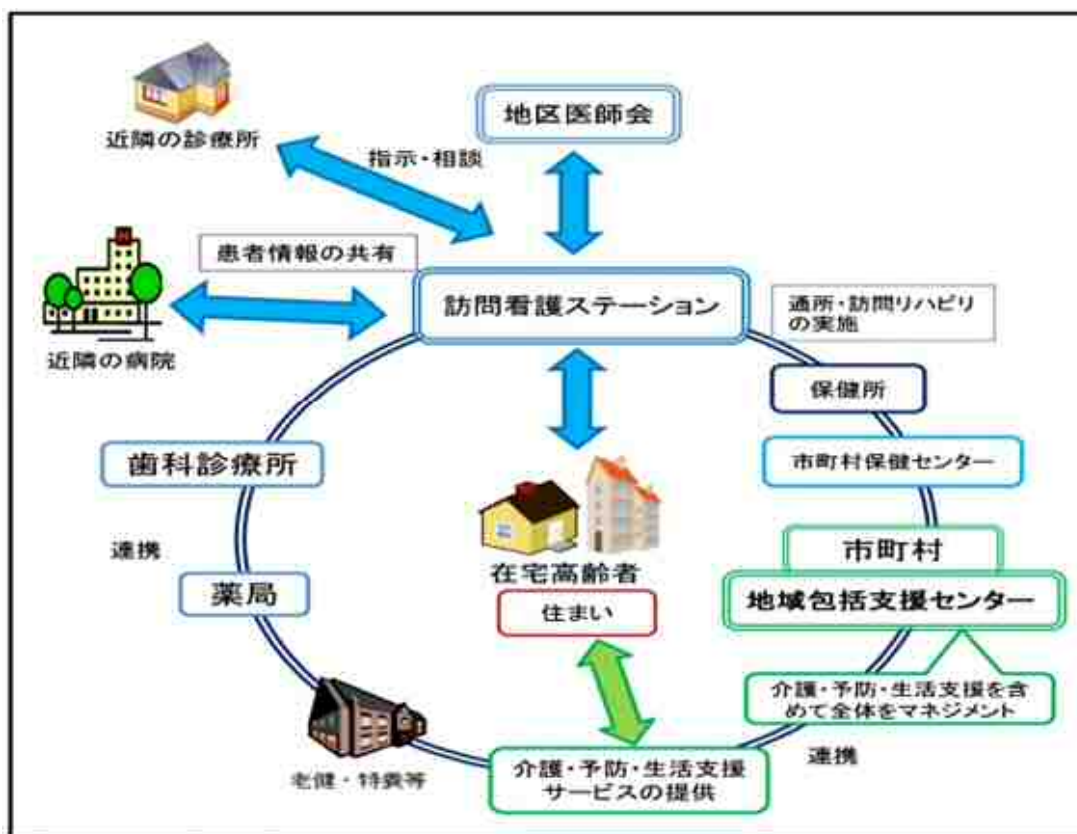 地区医師会
近隣の診療所
指示・相談
患者情報の共有
訪問看護ステーション
通所・訪問リハビリ
の実施
近隣の病院
保健所
歯科診療所
市町村保健センター
連携
市町村
在宅高齢者
薬局
地域包括支援センター
住まい
介護・予防・生活支援を含
めて全体をマネジメント
連携
老健・特養等
介護・予防・生活支援
サービスの提供